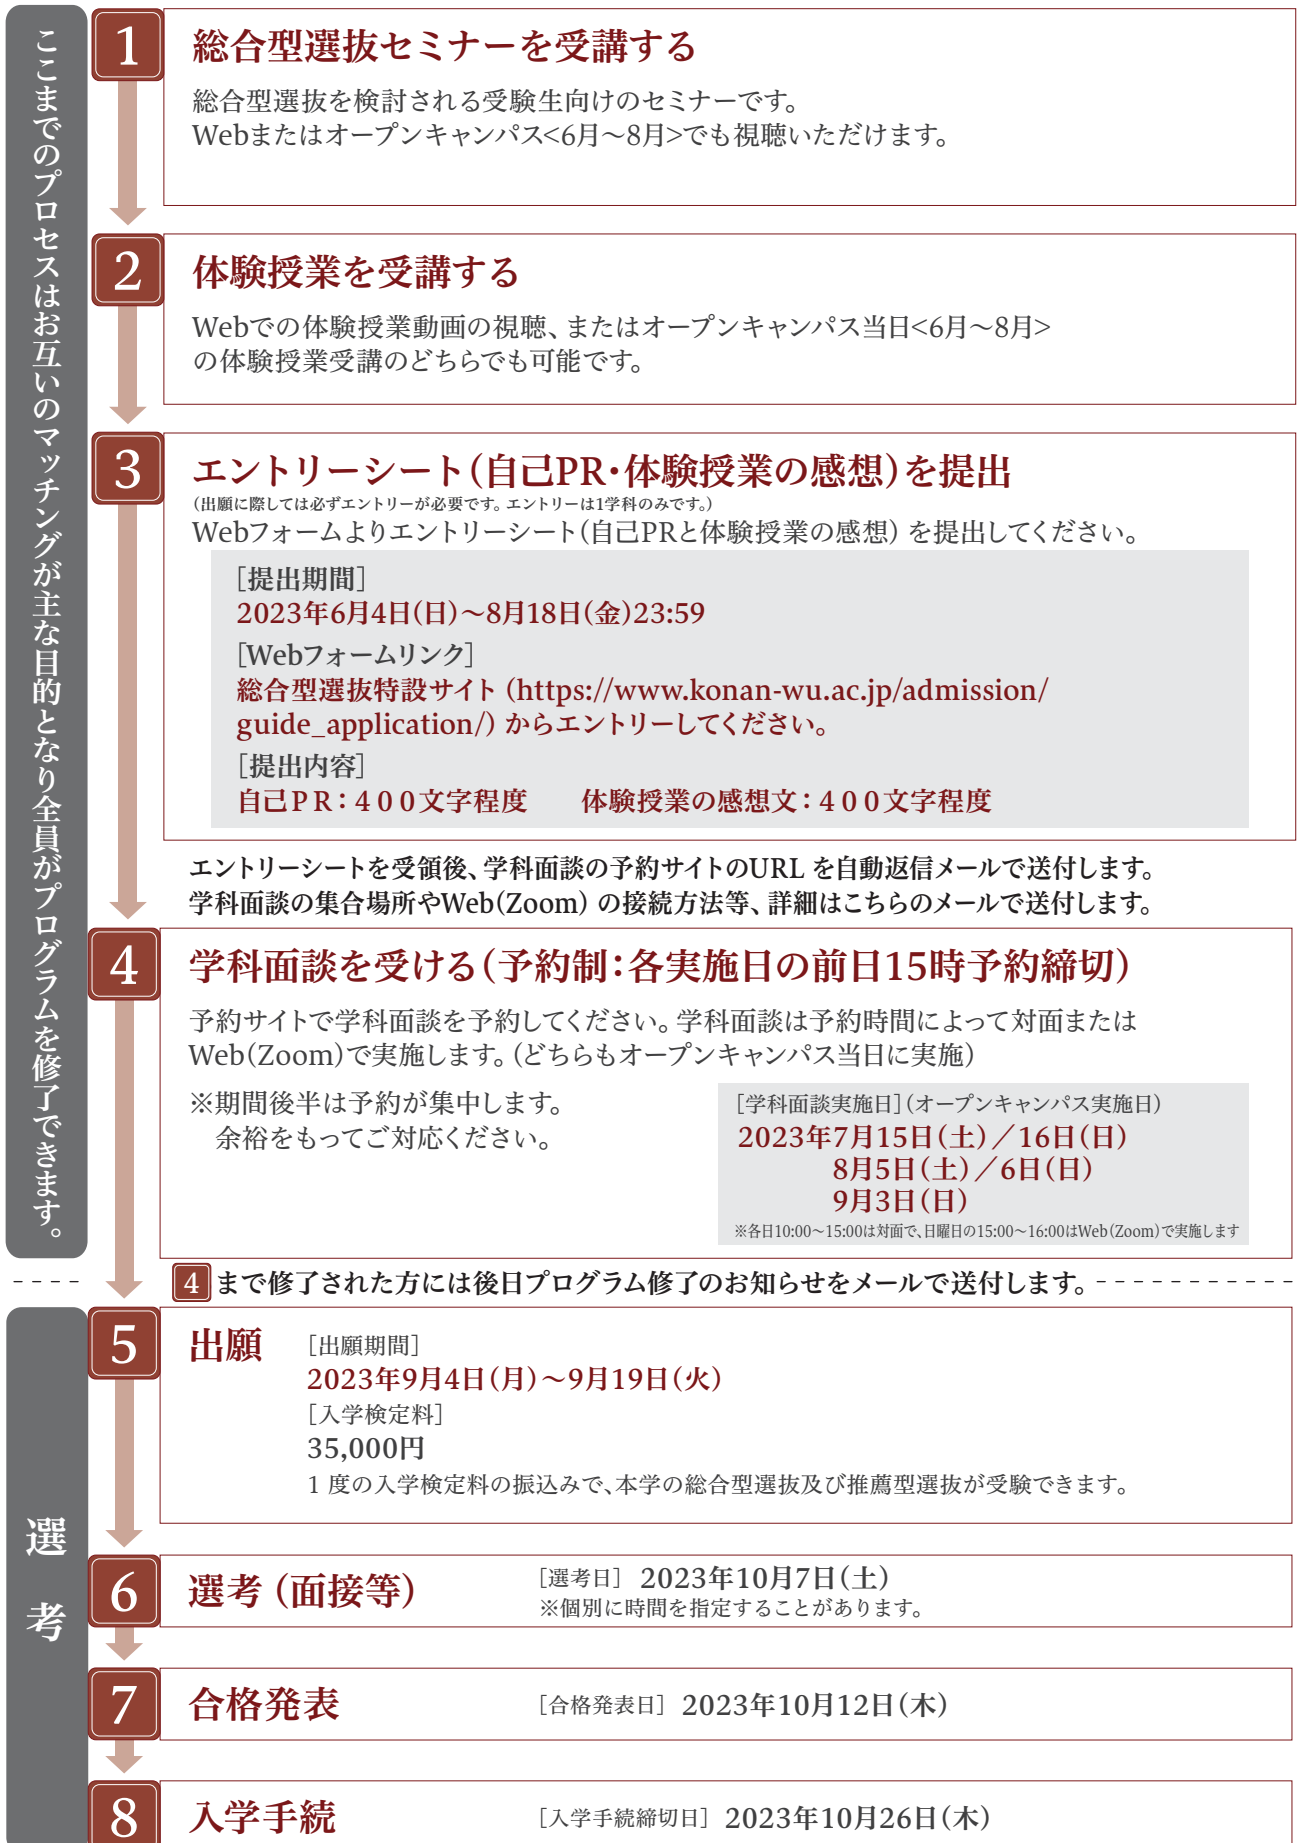 ここまでのプロセスはお互いのマッチングが主な目的となり全員がプログラムを修了できます。
1
総合型選抜セミナーを受講する
総合型選抜を検討される受験生向けのセミナーです。
Webまたはオープンキャンパス<6月～8月>でも視聴いただけます。
2
体験授業を受講する
Webでの体験授業動画の視聴、またはオープンキャンパス当日<6月～8月>
の体験授業受講のどちらでも可能です。
3
エントリーシート（自己PR・体験授業の感想）を提出
（出願に際しては必ずエントリーが必要です。エントリーは1学科のみです。）
Webフォームよりエントリーシート（自己PRと体験授業の感想）を提出してください。
［提出期間］
2023年6月4日(日)～8月18日(金)23:59
［Webフォームリンク］
総合型選抜特設サイト（https://www.konan-wu.ac.jp/admission/
guide_application/）からエントリーしてください。
［提出内容］
自己ＰＲ：４００文字程度　　体験授業の感想文：４００文字程度
エントリーシートを受領後、学科面談の予約サイトのURL を自動返信メールで送付します。
学科面談の集合場所やWeb（Zoom）の接続方法等、詳細はこちらのメールで送付します。
4
学科面談を受ける（予約制：各実施日の前日15時予約締切）
予約サイトで学科面談を予約してください。学科面談は予約時間によって対面または
Web（Zoom）で実施します。（どちらもオープンキャンパス当日に実施）
※期間後半は予約が集中します。
余裕をもってご対応ください。
［学科面談実施日］（オープンキャンパス実施日）
2023年7月15日（土）／16日（日）
8月5日（土）／6日（日）
9月3日（日）
※各日10:00～15:00は対面で、日曜日の15:00～16:00はWeb（Zoom）で実施します
4 まで修了された方には後日プログラム修了のお知らせをメールで送付します。
選考
5
出願
［出願期間］
2023年9月4日（月）～9月19日（火）
［入学検定料］
35,000円
1 度の入学検定料の振込みで、本学の総合型選抜及び推薦型選抜が受験できます。
6
選考（面接等）
［選考日］ 2023年10月7日（土）
※個別に時間を指定することがあります。
7
合格発表
［合格発表日］ 2023年10月12日（木）
8
入学手続
［入学手続締切日］ 2023年10月26日（木）